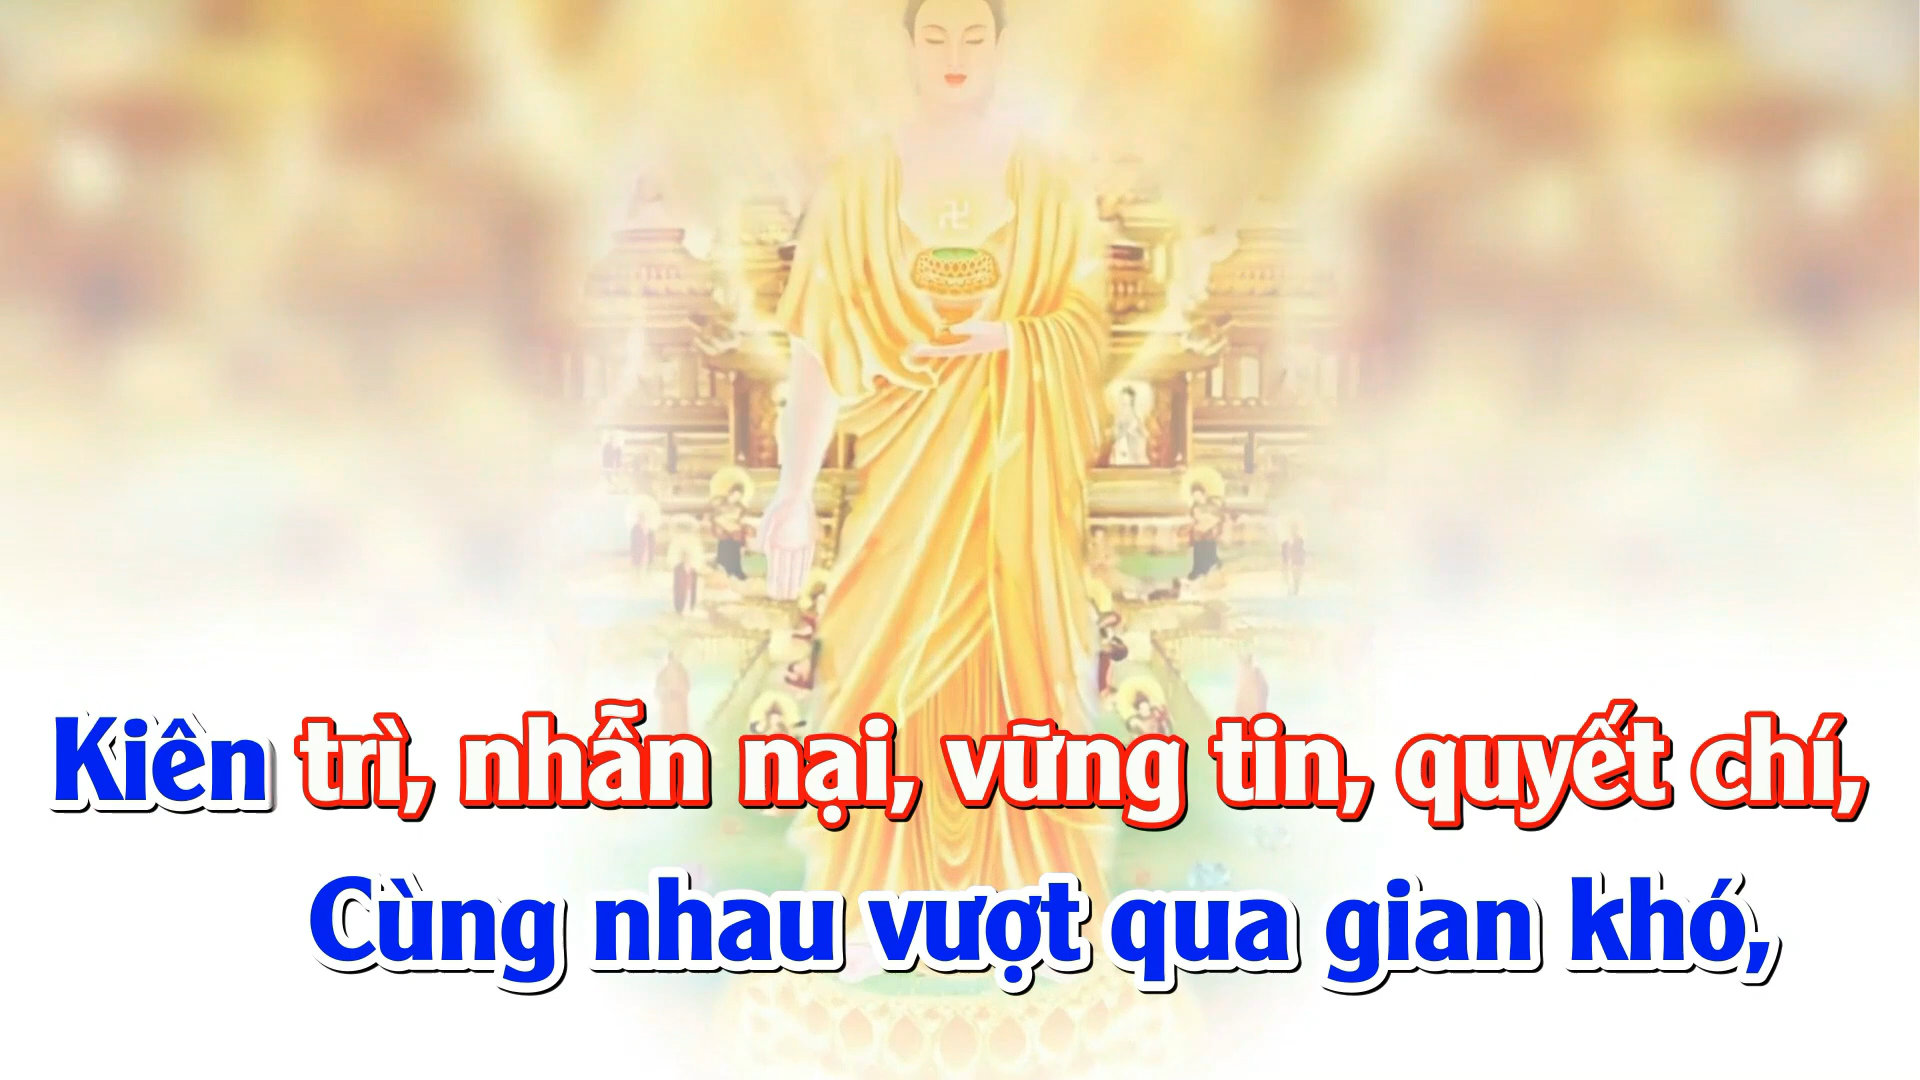 Kiên trì, nhẫn nại, vững tin, quyết chí,
Cùng nhau vượt qua gian khó,